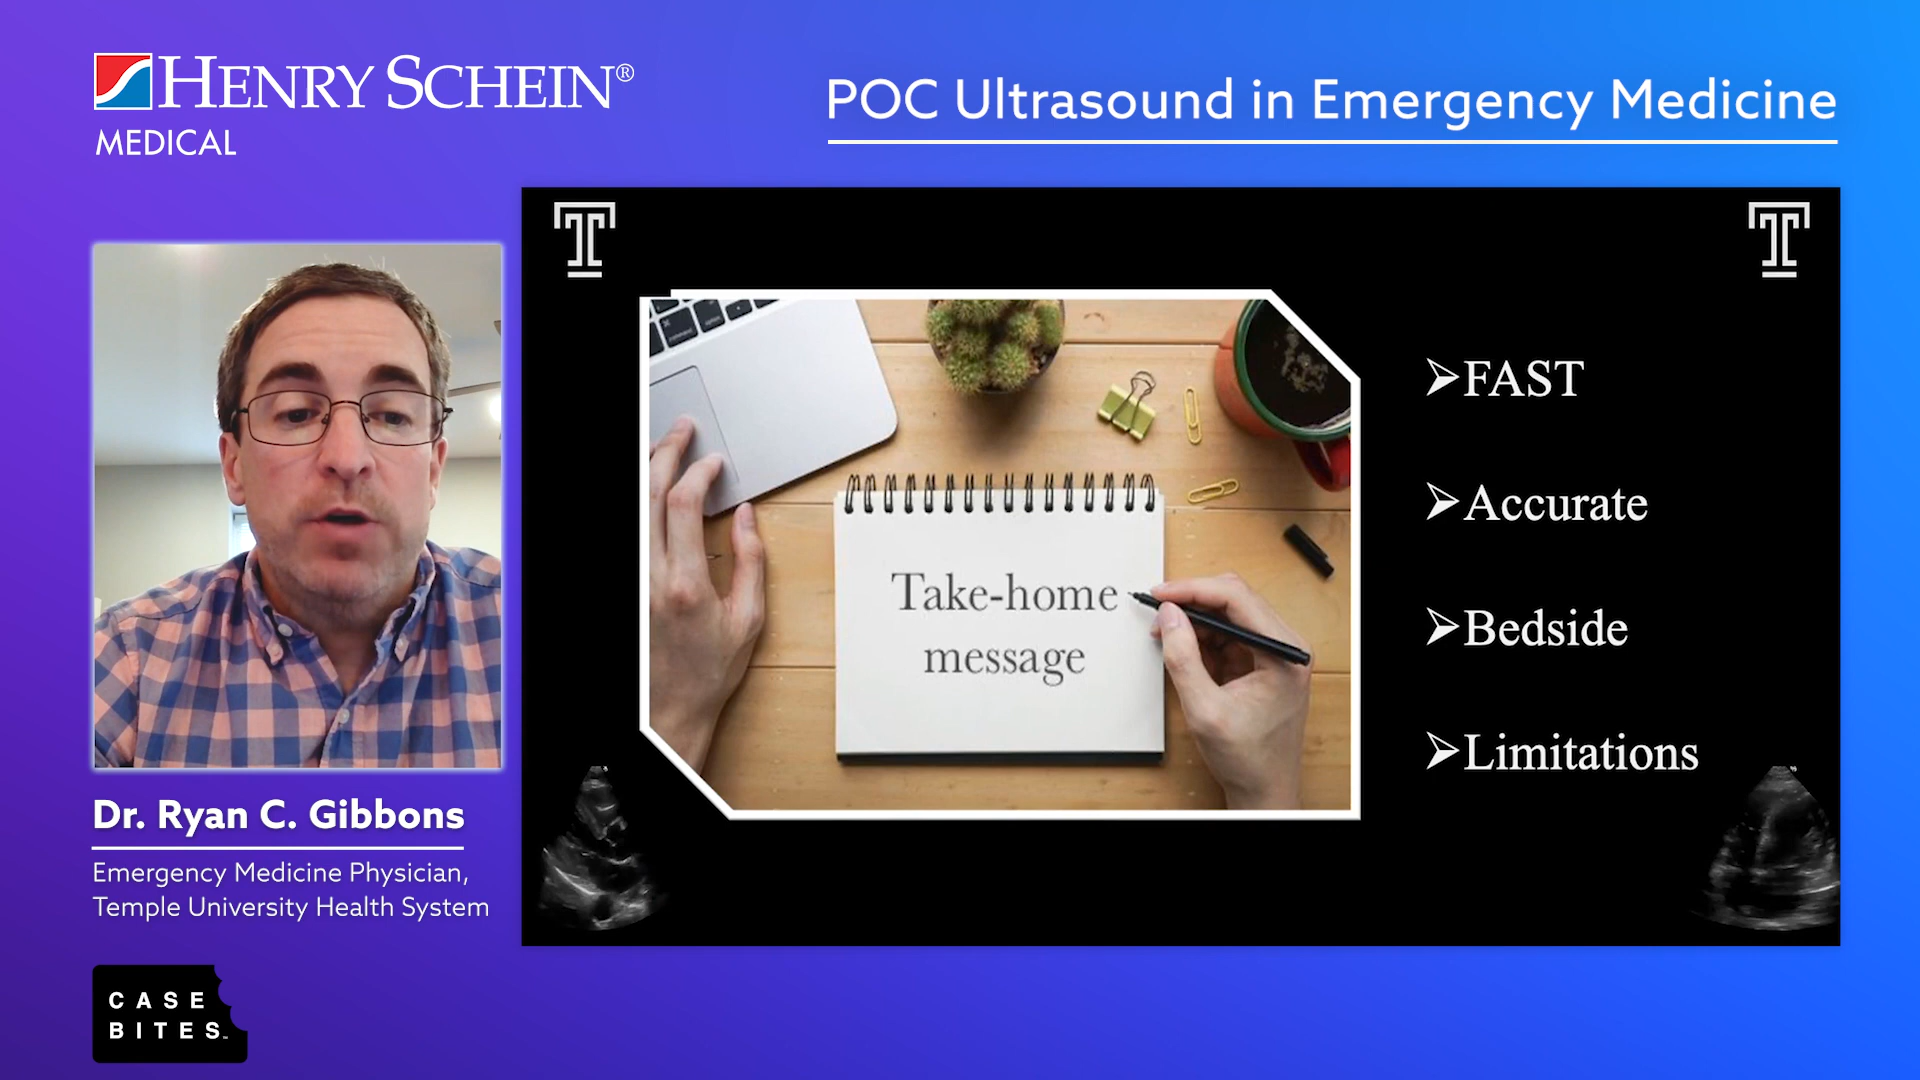 HENRY SCHEIN®
MEDICAL
POC Ultrasound in Emergency Medicine
Take-home
message
➢FAST
➢Accurate
➢Bedside
➢Limitations
Dr. Ryan C. Gibbons
Emergency Medicine Physician,
Temple University Health System
CASE
BITES™